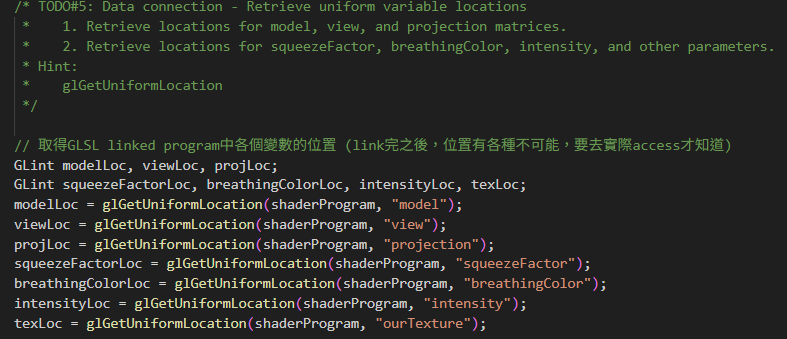 /* TODO#5: Data connection - Retrieve uniform variable locations
*    1. Retrieve locations for model, view, and projection matrices.
*    2. Retrieve locations for squeezeFactor, breathingColor, intensity, and other parameters.
* Hint:
*    glGetUniformLocation
*/
// 取得GLSL linked program中各個變數的位置 (link完之後，位置有各種不可能，要去實際access才知道)
GLint modelLoc, viewLoc, projLoc;
GLint squeezeFactorLoc, breathingColorLoc, intensityLoc, texLoc;
modelLoc = glGetUniformLocation(shaderProgram, "model");
viewLoc = glGetUniformLocation(shaderProgram, "view");
projLoc = glGetUniformLocation(shaderProgram, "projection");
squeezeFactorLoc = glGetUniformLocation(shaderProgram, "squeezeFactor");
breathingColorLoc = glGetUniformLocation(shaderProgram, "breathingColor");
intensityLoc = glGetUniformLocation(shaderProgram, "intensity");
texLoc = glGetUniformLocation(shaderProgram, "ourTexture");